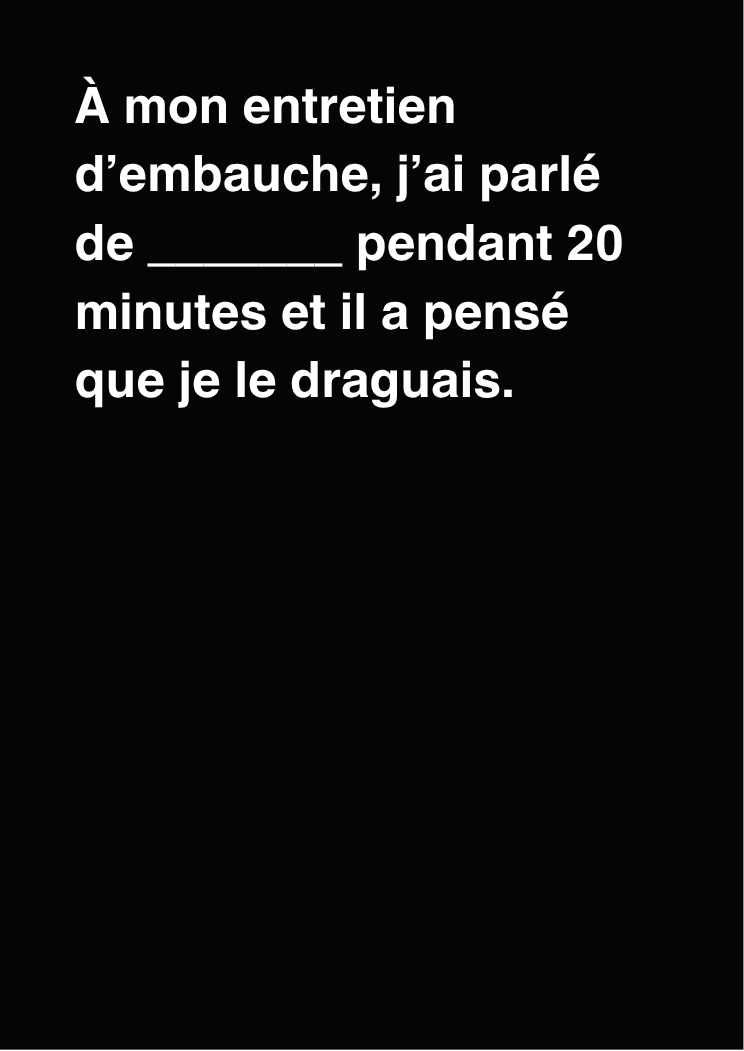 À mon entretien
d’embauche, j’ai parlé
de _______ pendant 20
minutes et il a pensé
que je le draguais.